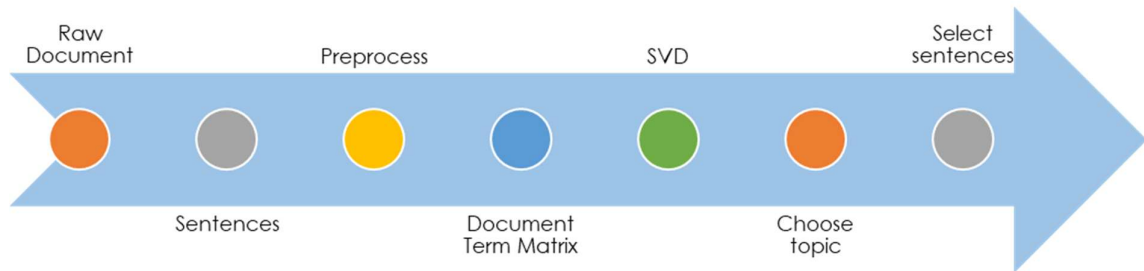 Raw
Document
Sentences
Preprocess
Document
Term Matrix
SVD
Choose
topic
Select
sentences